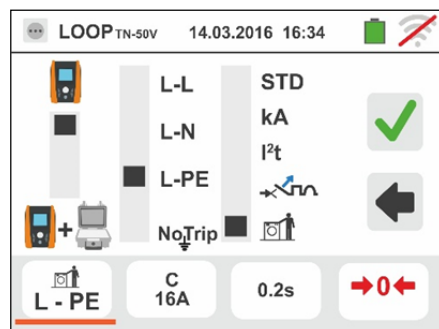 LOOP TN-50V 14.03.2016 16:34
L-L STD
L-N kA
I²t
L-PE
NoTrip
L - PE
C
16A
0.2s
0